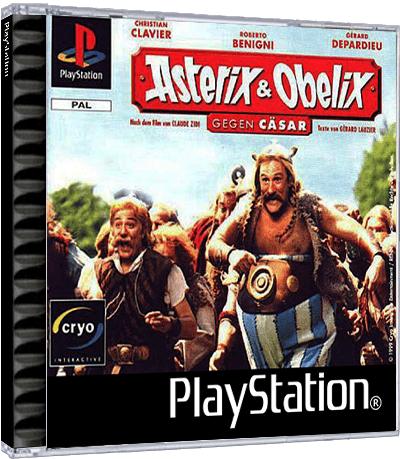 PlayStation
PlayStation
PAL
CHRISTIAN
CLAVIER
ROBERTO
BENIGNI
GÉRARD
DEPARDIEU
Asterix & Obelix
GEGEN CÄSAR
Nach dem Film von CLAUDE ZIDI
Texte von GÉRARD LAUZIER
cryo
INTERACTIVE
PlayStation®